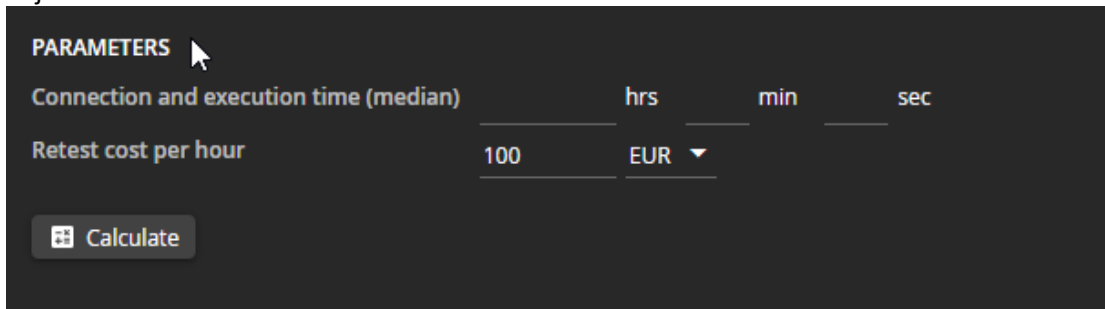 PARAMETERS
Connection and execution time (median) hrs min sec
Retest cost per hour 100 EUR
Calculate